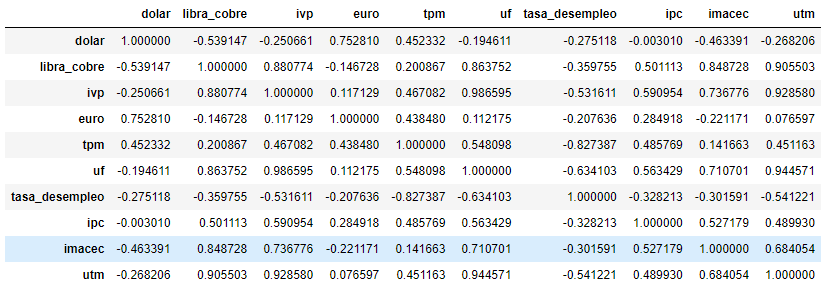 dolar libra_cobre ivp euro tpm uf tasa_desempleo ipc imacec utm
dolar 1.000000 -0.539147 -0.250661 0.752810 0.452332 -0.194611 -0.275118 -0.003010 -0.463391 -0.268206
libra_cobre -0.539147 1.000000 0.880774 -0.146728 0.200867 0.863752 -0.359755 0.501113 0.848728 0.905503
ivp -0.250661 0.880774 1.000000 0.117129 0.467082 0.986595 -0.531611 0.590954 0.736776 0.928580
euro 0.752810 -0.146728 0.117129 1.000000 0.438480 0.112175 -0.207636 0.284918 -0.221171 0.076597
tpm 0.452332 0.200867 0.467082 0.438480 1.000000 0.548098 -0.827387 0.485769 0.141663 0.451163
uf -0.194611 0.863752 0.986595 0.112175 0.548098 1.000000 -0.634103 0.563429 0.710701 0.944571
tasa_desempleo -0.275118 -0.359755 -0.531611 -0.207636 -0.827387 -0.634103 1.000000 -0.328213 -0.301591 -0.541221
ipc -0.003010 0.501113 0.590954 0.284918 0.485769 0.563429 -0.328213 1.000000 0.527179 0.489930
imacec -0.463391 0.848728 0.736776 -0.221171 0.141663 0.710701 -0.301591 0.527179 1.000000 0.684054
utm -0.268206 0.905503 0.928580 0.076597 0.451163 0.944571 -0.541221 0.489930 0.684054 1.000000